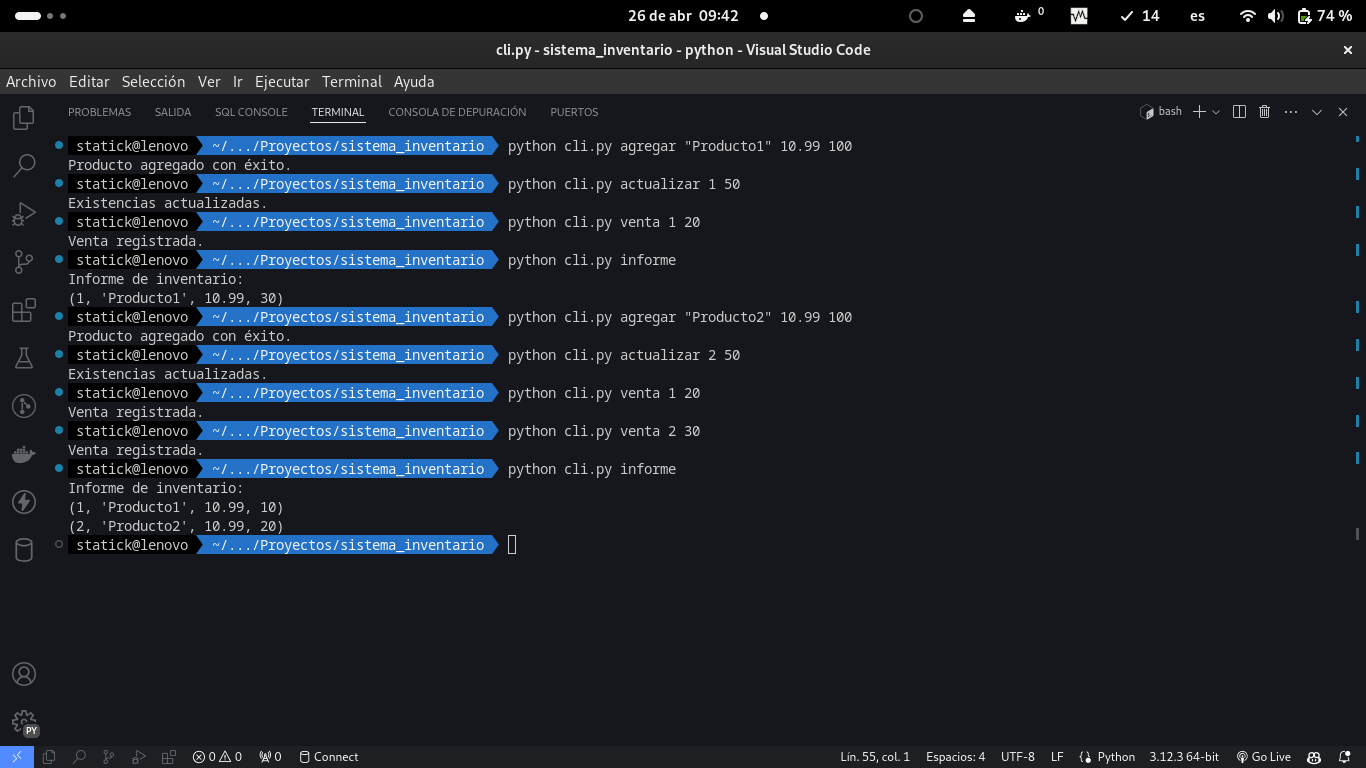 26 de abr 09:42
0
14
es
74 %
cli.py - sistema_inventario - python - Visual Studio Code
Archivo Editar Selección Ver Ir Ejecutar Terminal Ayuda
PROBLEMAS SALIDA SQL CONSOLE TERMINAL CONSOLA DE DEPURACIÓN PUERTOS
bash
statick@lenovo ~/.../Proyectos/sistema_inventario python cli.py agregar "Producto1" 10.99 100
Producto agregado con éxito.
statick@lenovo ~/.../Proyectos/sistema_inventario python cli.py actualizar 1 50
Existencias actualizadas.
statick@lenovo ~/.../Proyectos/sistema_inventario python cli.py venta 1 20
Venta registrada.
statick@lenovo ~/.../Proyectos/sistema_inventario python cli.py informe
Informe de inventario:
(1, 'Producto1', 10.99, 30)
statick@lenovo ~/.../Proyectos/sistema_inventario python cli.py agregar "Producto2" 10.99 100
Producto agregado con éxito.
statick@lenovo ~/.../Proyectos/sistema_inventario python cli.py actualizar 2 50
Existencias actualizadas.
statick@lenovo ~/.../Proyectos/sistema_inventario python cli.py venta 1 20
Venta registrada.
statick@lenovo ~/.../Proyectos/sistema_inventario python cli.py venta 2 30
Venta registrada.
statick@lenovo ~/.../Proyectos/sistema_inventario python cli.py informe
Informe de inventario:
(1, 'Producto1', 10.99, 10)
(2, 'Producto2', 10.99, 20)
statick@lenovo ~/.../Proyectos/sistema_inventario
PY
0 0 0 Connect
Lín. 55, col. 1 Espacios: 4 UTF-8 LF Python 3.12.3 64-bit Go Live